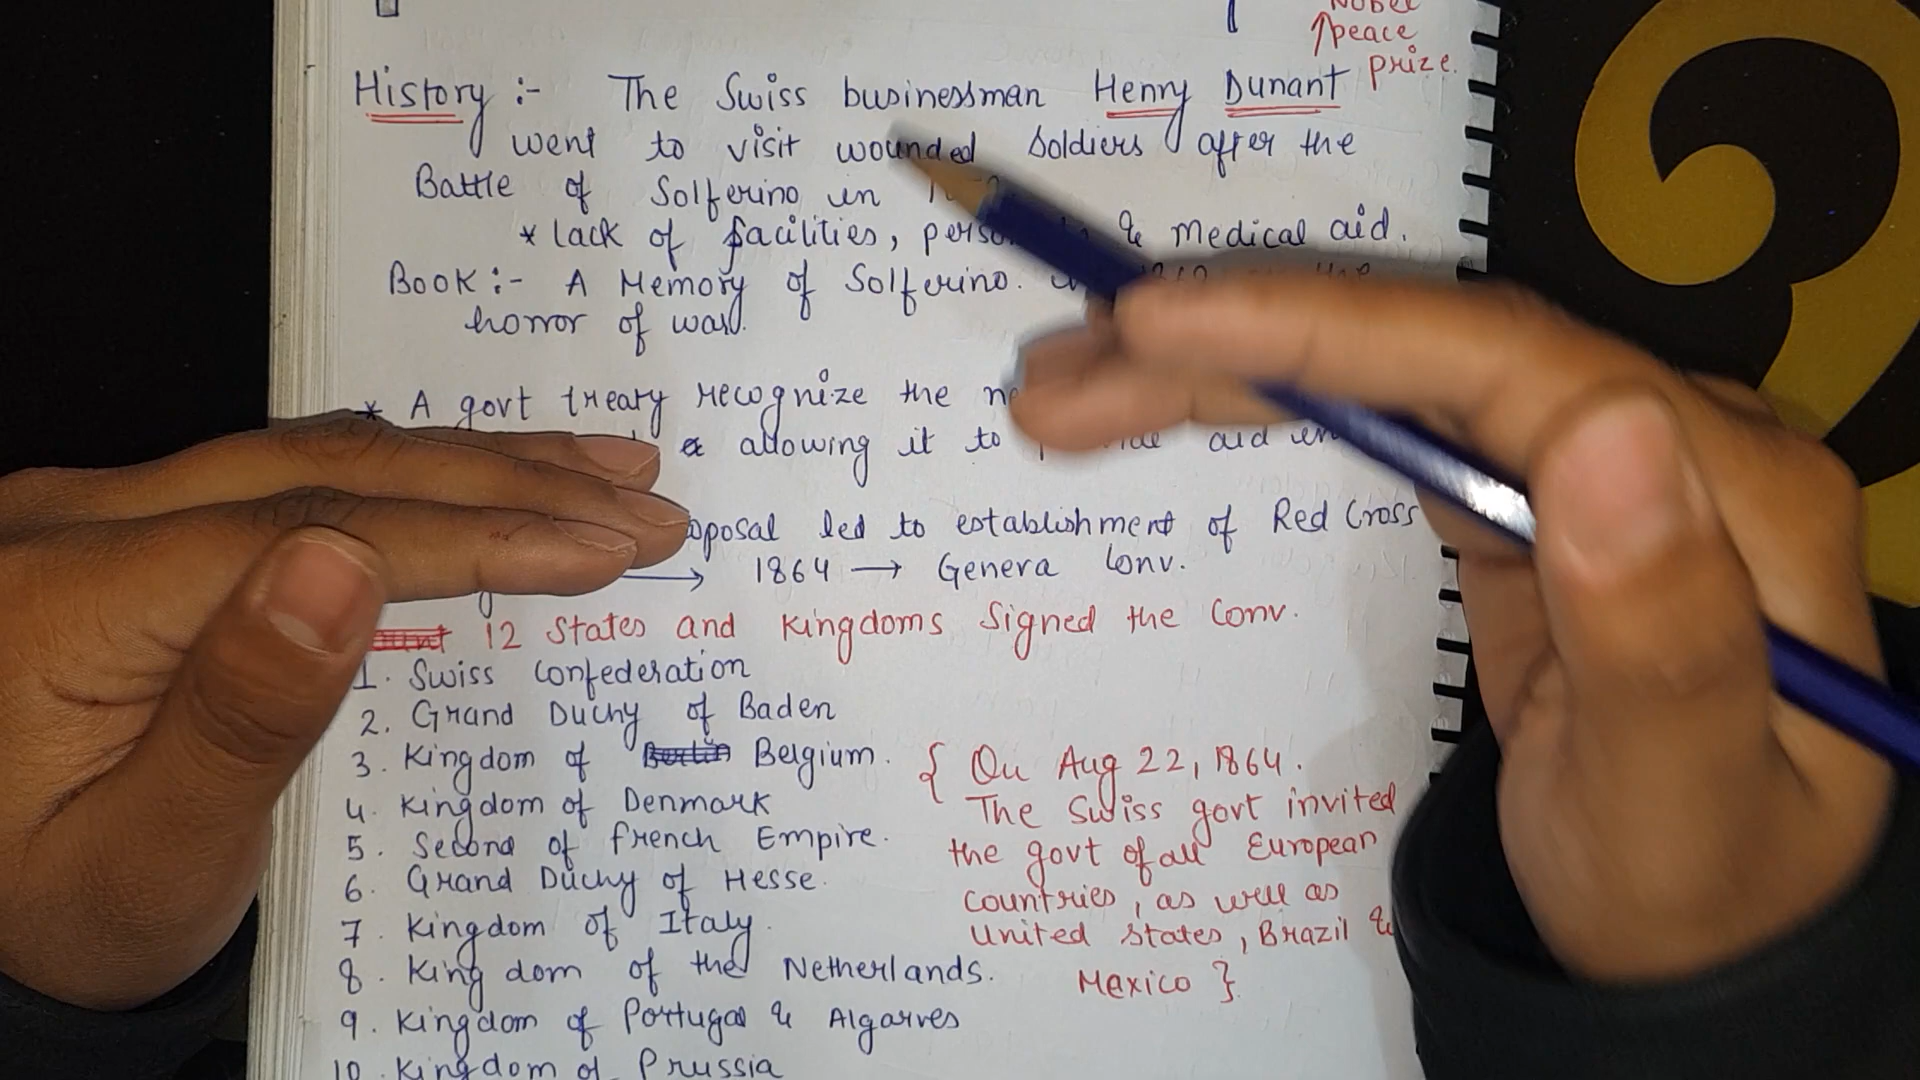 Nobel
↑peace
prize.
History :- The Swiss businessman Henry Dunant
went to visit wounded Soldiers after the
Battle of Solferino in
* lack of facilities, & medical aid.
Book :- A Memory of Solferino.
horror of war.
* A govt treaty recognize the
& allowing it to aid
led to establishment of Red Cross
→ 1864 → Genera Conv.
12 States and Kingdoms Signed the Conv.
1. Swiss Confederation
2. Grand Duchy of Baden
3. Kingdom of Belgium.
4. Kingdom of Denmark
5. Second of French Empire.
6. Grand Duchy of Hesse.
7. Kingdom of Italy.
8. Kingdom of the Netherlands.
9. Kingdom of Portugal & Algarves
10. Kingdom of Prussia
{ On Aug 22, 1864.
The Swiss govt invited
the govt of all European
Countries, as well as
United States, Brazil &
Mexico }